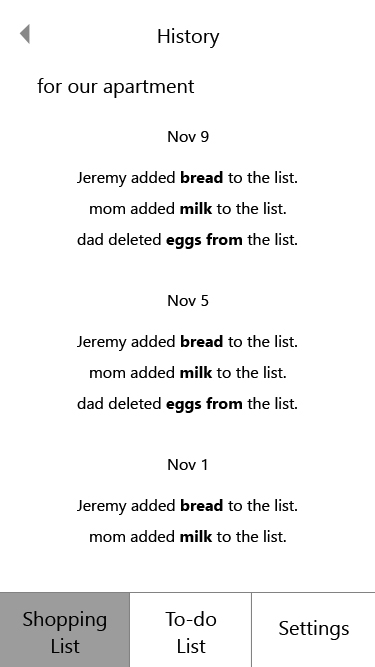 History
for our apartment
Nov 9
Jeremy added bread to the list.
mom added milk to the list.
dad deleted eggs from the list.
Nov 5
Jeremy added bread to the list.
mom added milk to the list.
dad deleted eggs from the list.
Nov 1
Jeremy added bread to the list.
mom added milk to the list.
Shopping
List
To-do
List
Settings